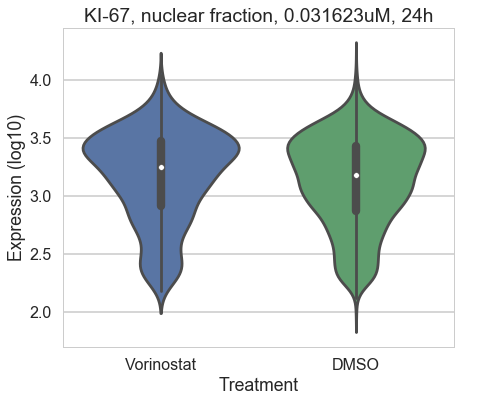 KI-67, nuclear fraction, 0.031623uM, 24h
Expression (log10)
4.0
3.5
3.0
2.5
2.0
Vorinostat
DMSO
Treatment